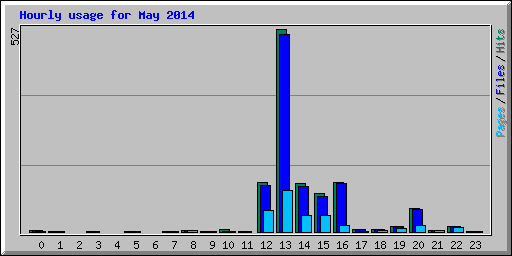 Hourly usage for May 2014
527
Pages/Files/Hits
0 1 2 3 4 5 6 7 8 9 10 11 12 13 14 15 16 17 18 19 20 21 22 23